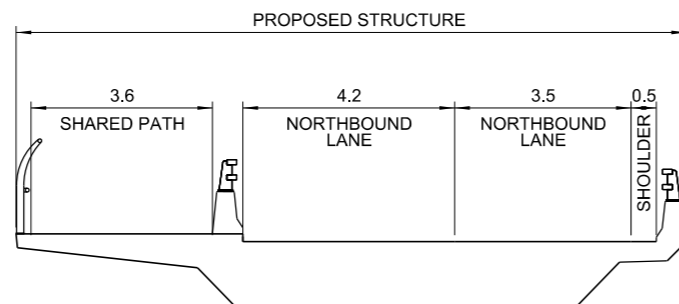 PROPOSED STRUCTURE
3.6
4.2
3.5
0.5
SHARED PATH
NORTHBOUND
LANE
NORTHBOUND
LANE
SHOULDER